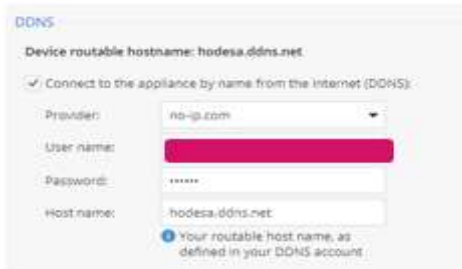 DDNS
Device routable hostname: hodesa.ddns.net
Connect to the appliance by name from the Internet (DDNS):
Provider: no-ip.com
User name:
Password: ••••••
Host name: hodesa.ddns.net
Your routable host name, as
defined in your DDNS account